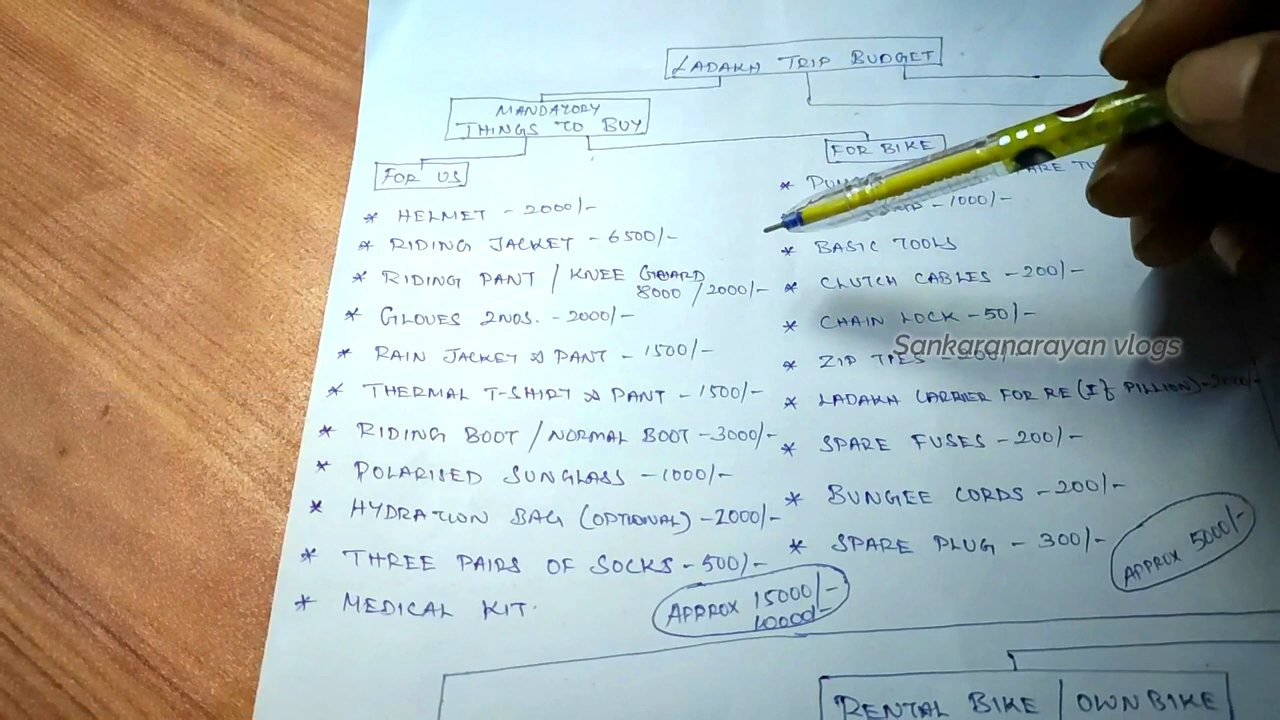 LADAKH TRIP BUDGET
MANDATORY
THINGS TO BUY
FOR US
* HELMET - 2000/-
* RIDING JACKET - 6500/-
* RIDING PANT / KNEE GUARD
8000 / 2000/-
* GLOVES 2NOS. - 2000/-
* RAIN JACKET & PANT - 1500/-
* THERMAL T-SHIRT & PANT - 1500/-
* RIDING BOOT / NORMAL BOOT - 3000/-
* POLARISED SUNGLASS - 1000/-
* HYDRATION BAG (OPTIONAL) - 2000/-
* THREE PAIRS OF SOCKS - 500/-
* MEDICAL KIT.
APPROX 15000/-
10000/-
FOR BIKE
*
- 1000/-
* BASIC TOOLS
* CLUTCH CABLES - 200/-
* CHAIN LOCK - 50/-
* ZIP TIES
* LADAKH CARRIER FOR RE (If PILLION)
* SPARE FUSES - 200/-
* BUNGEE CORDS - 200/-
* SPARE PLUG - 300/-
APPROX 5000/-
RENTAL BIKE / OWN BIKE
Sankaranarayan vlogs